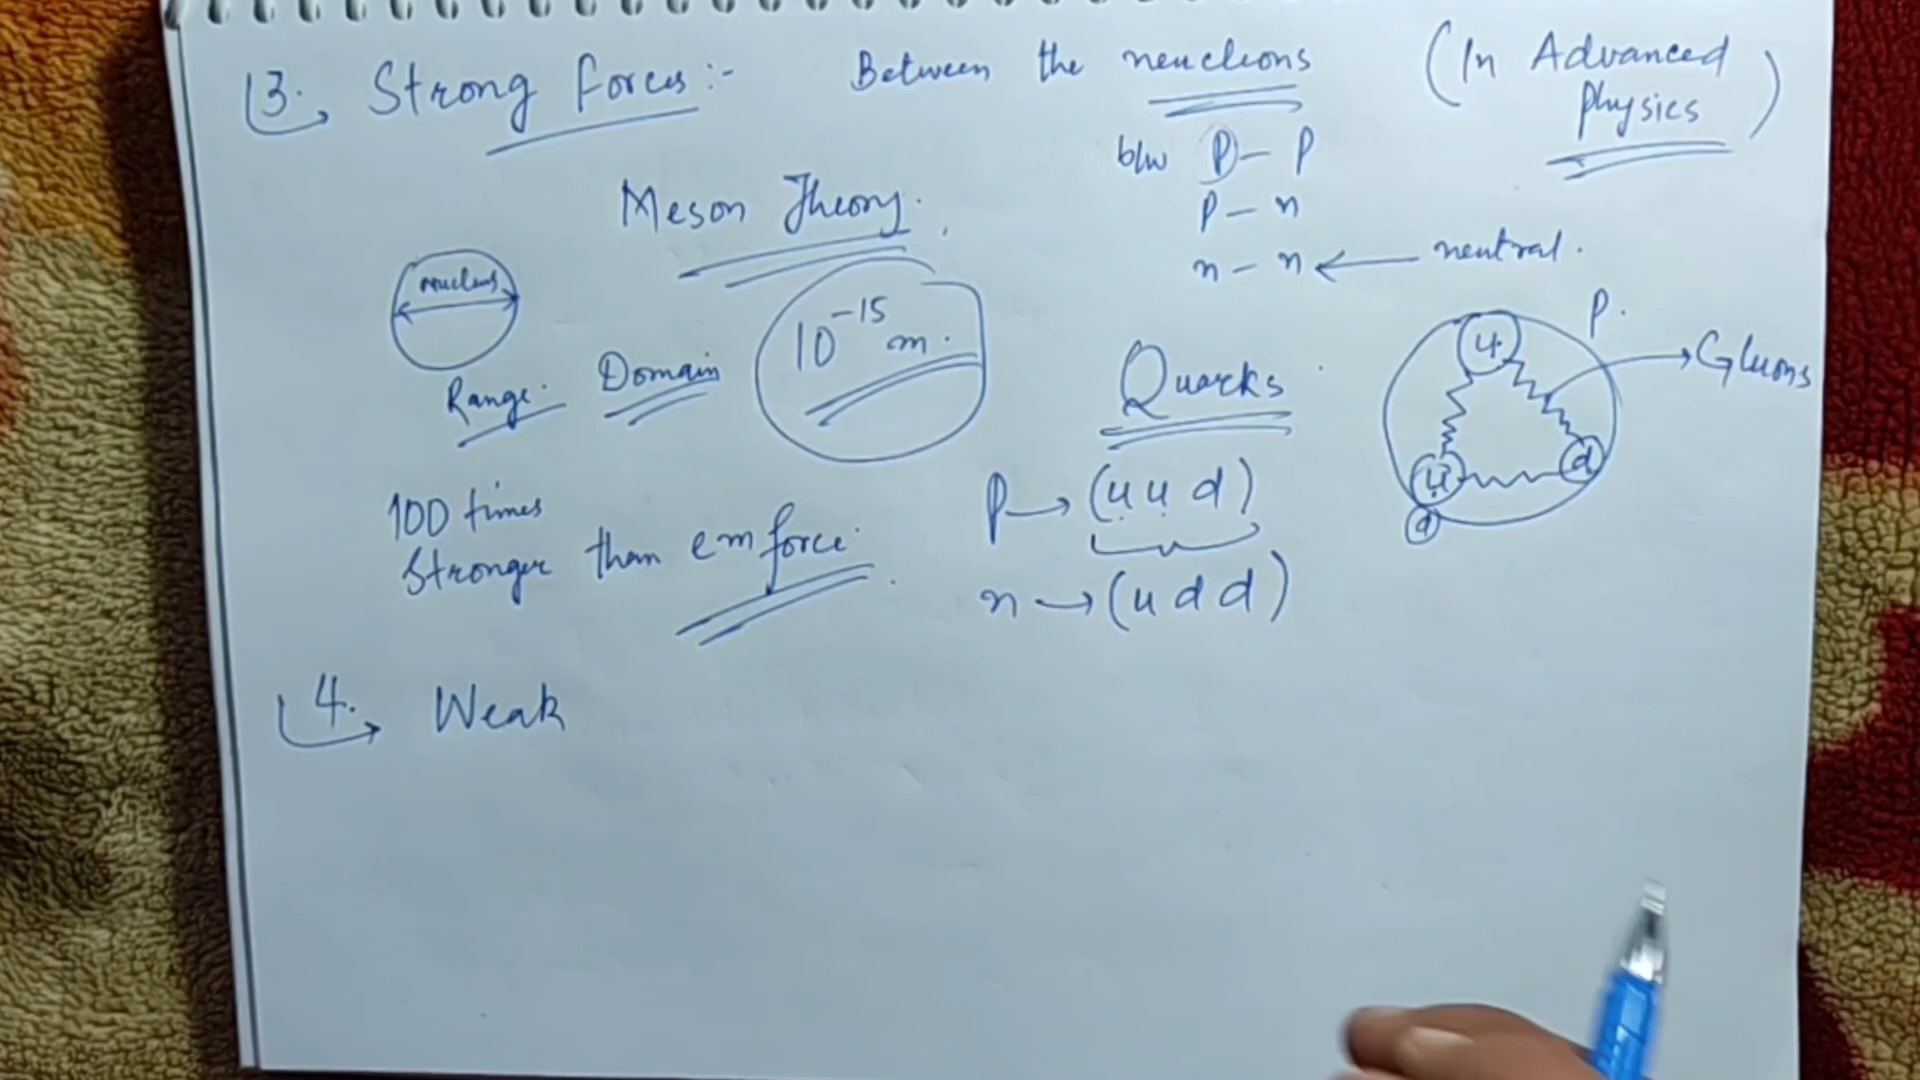 3. Strong Forces :- Between the neucleons (In Advanced Physics)
b/w P - P
P - n
n - n ← neutral.
Meson Theory.
nucleus
Range. Domain 10⁻¹⁵ m.
100 times
Stronger than em force.
Quarks
P → (u u d)
n → (u d d)
P.
u
Gluons
u d
d
4. Weak